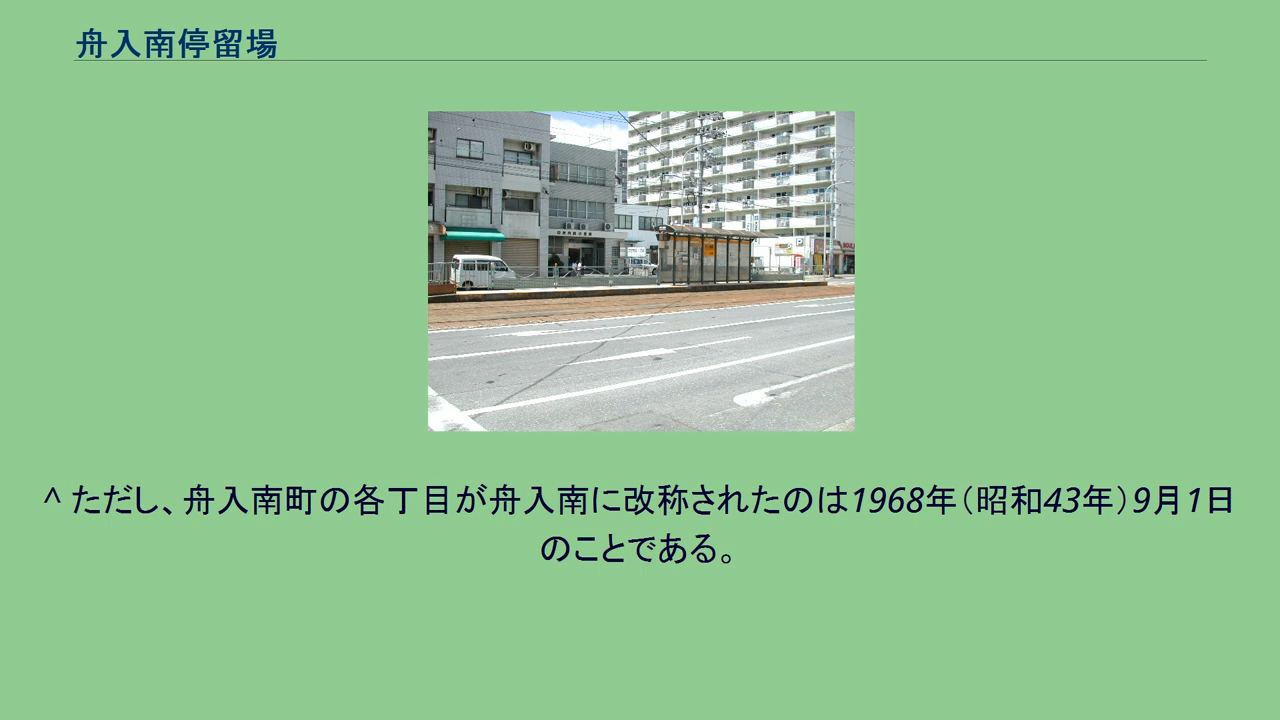 舟入南停留場
^ ただし、舟入南町の各丁目が舟入南に改称されたのは1968年（昭和43年）9月1日
のことである。